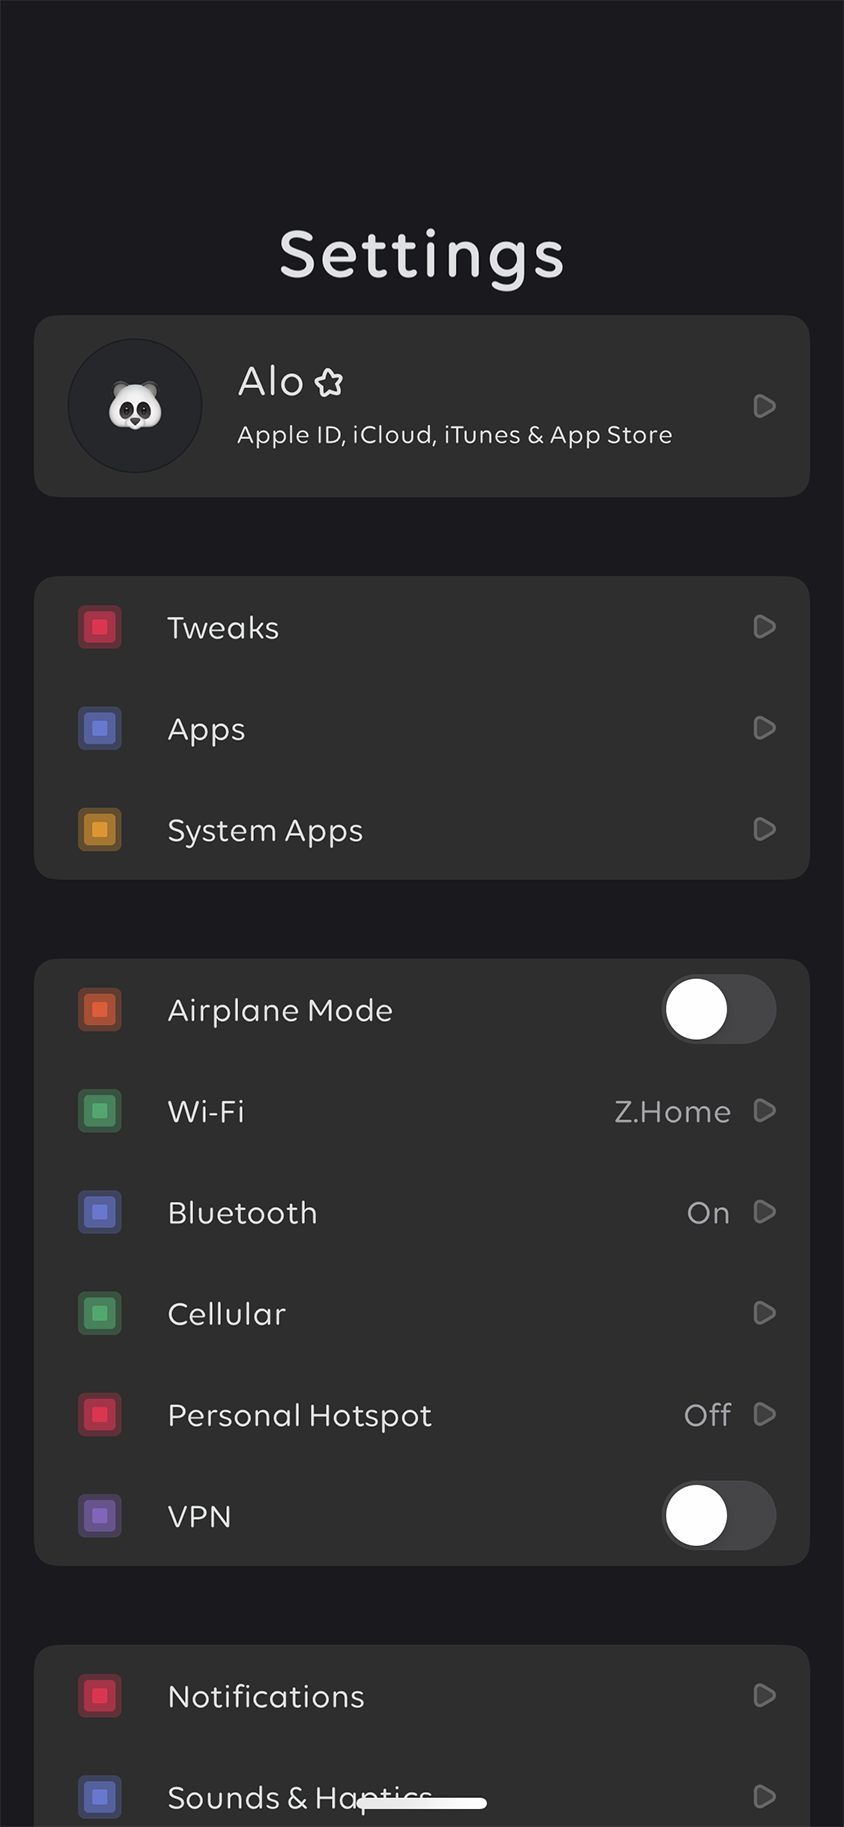 Settings
Alo
Apple ID, iCloud, iTunes & App Store
Tweaks
Apps
System Apps
Airplane Mode
Wi-Fi Z.Home
Bluetooth On
Cellular
Personal Hotspot Off
VPN
Notifications
Sounds & Haptics